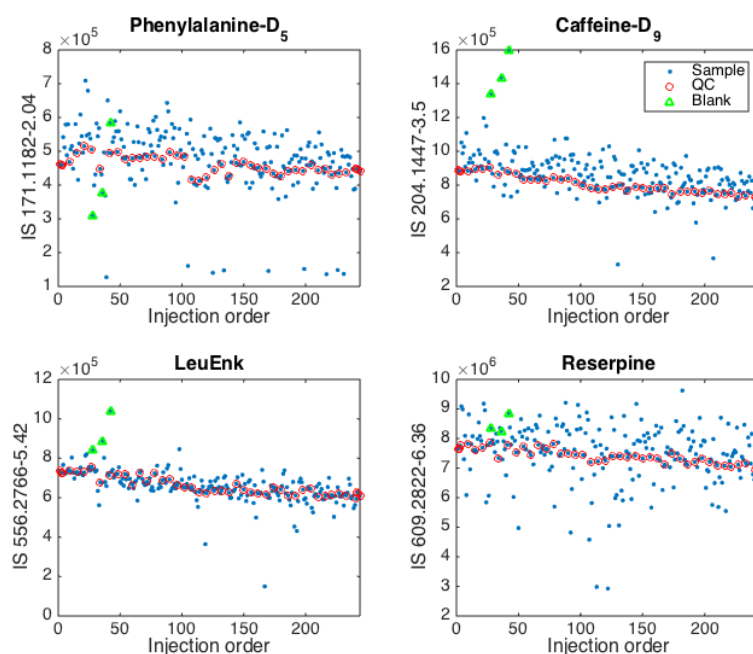 Phenylalanine-D5
×10^5
8
7
6
5
4
3
2
1
0 50 100 150 200
Injection order
IS 171.1182-2.04
Caffeine-D9
×10^5
16
14
12
10
8
6
4
2
0 50 100 150 200
Injection order
IS 204.1447-3.5
Sample
QC
Blank
LeuEnk
×10^5
12
10
8
6
4
2
0
0 50 100 150 200
Injection order
IS 556.2766-5.42
Reserpine
×10^6
10
9
8
7
6
5
4
3
2
0 50 100 150 200
Injection order
IS 609.2822-6.36